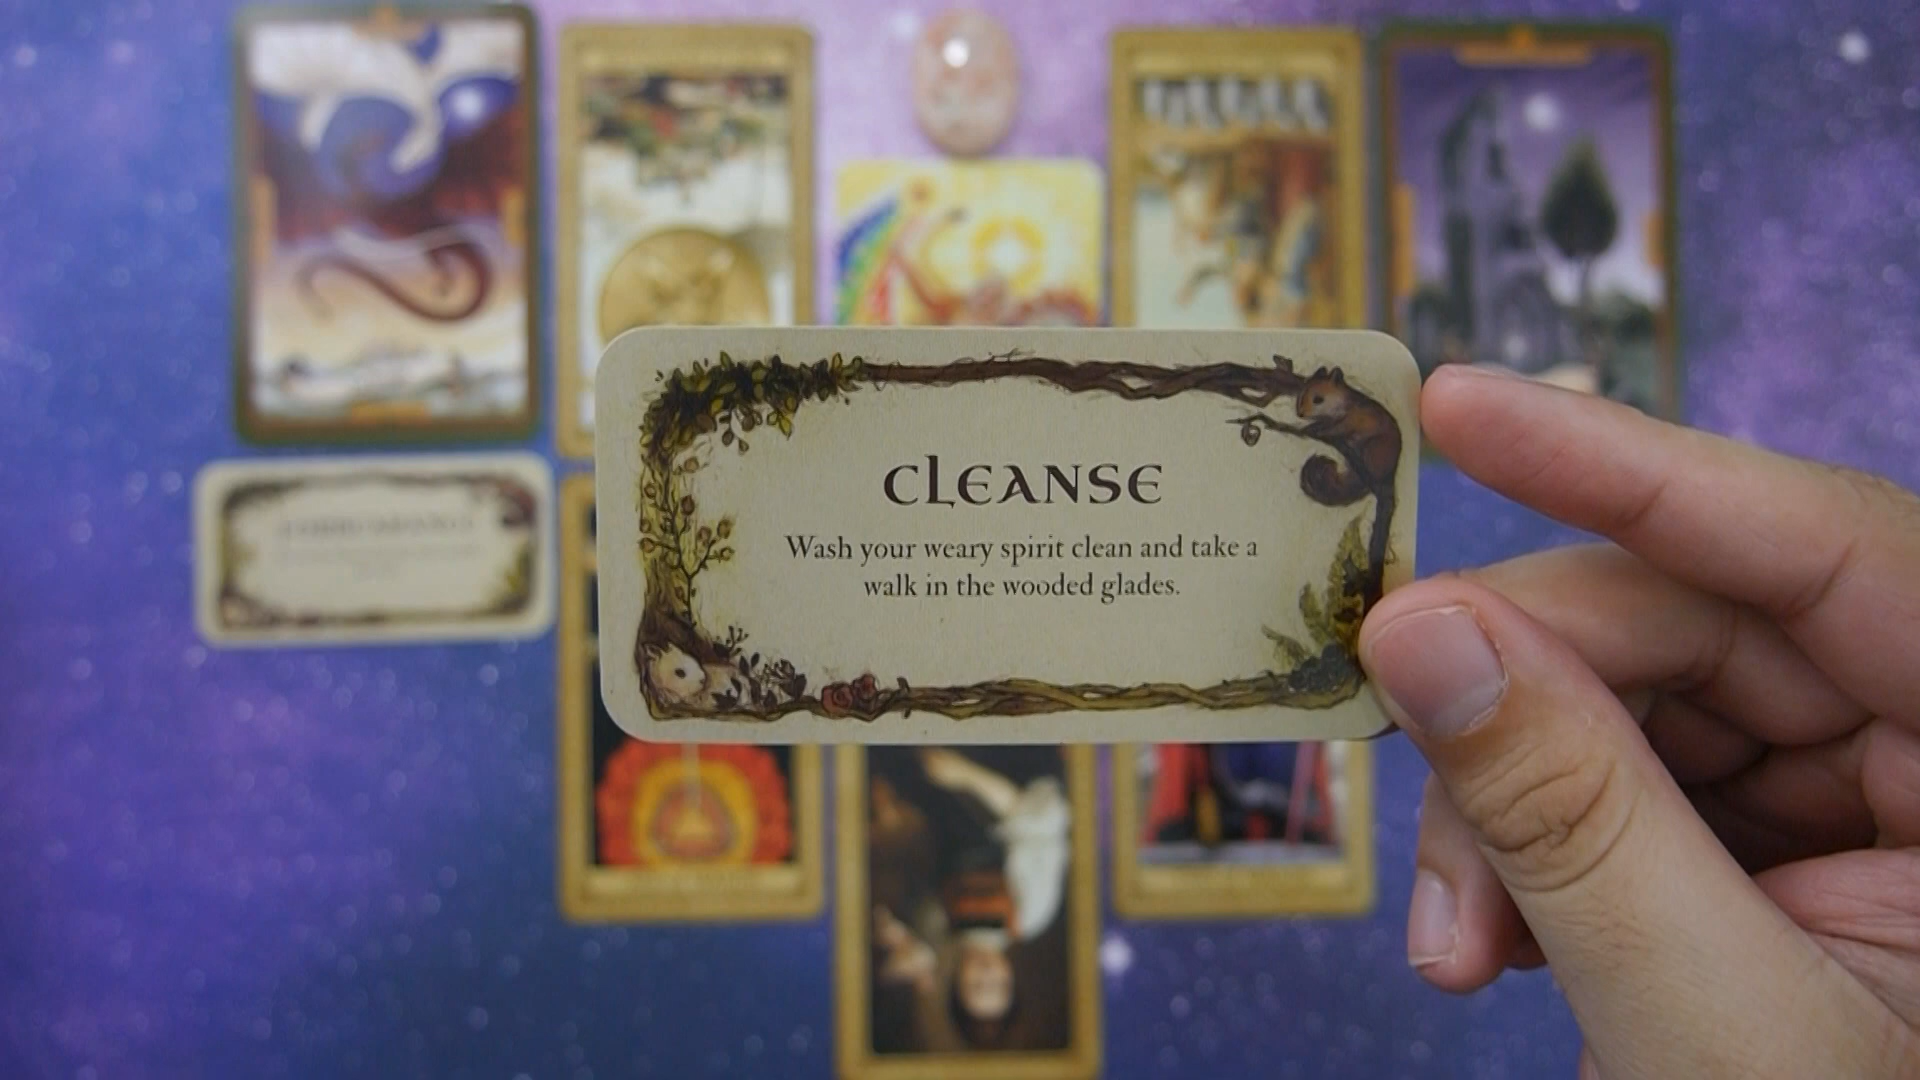 CLEANSE
Wash your weary spirit clean and take a
walk in the wooded glades.